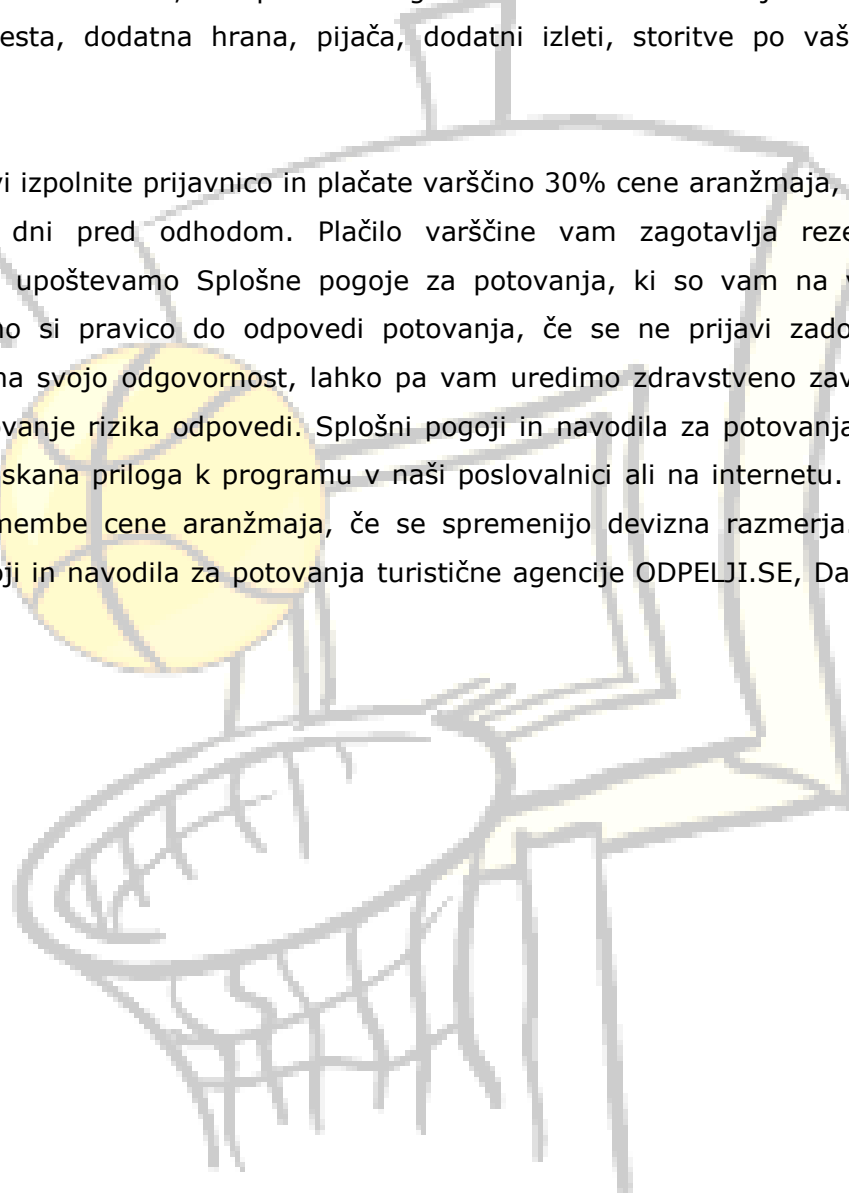 esta, dodatna hrana, pijača, dodatni izleti, storitve po vaš
vi izpolnite prijavnico in plačate varščino 30% cene aranžmaja,
dni pred odhodom. Plačilo varščine vam zagotavlja reze
upoštevamo Splošne pogoje za potovanja, ki so vam na v
no si pravico do odpovedi potovanja, če se ne prijavi zado
na svojo odgovornost, lahko pa vam uredimo zdravstveno zav
ovanje rizika odpovedi. Splošni pogoji in navodila za potovanja
skana priloga k programu v naši poslovalnici ali na internetu.
membe cene aranžmaja, če se spremenijo devizna razmerja.
oji in navodila za potovanja turistične agencije ODPELJI.SE, Da